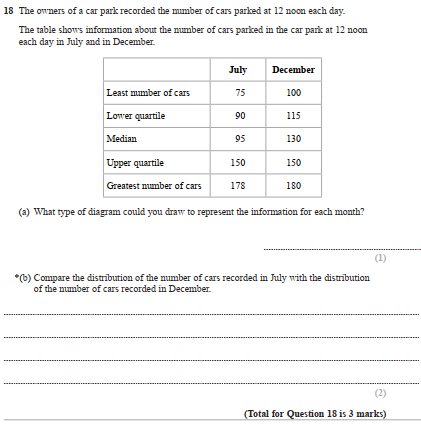 18 The owners of a car park recorded the number of cars parked at 12 noon each day.
The table shows information about the number of cars parked in the car park at 12 noon
each day in July and in December.
July December
Least number of cars 75 100
Lower quartile 90 115
Median 95 130
Upper quartile 150 150
Greatest number of cars 178 180
(a) What type of diagram could you draw to represent the information for each month?
(1)
*(b) Compare the distribution of the number of cars recorded in July with the distribution
of the number of cars recorded in December.
(2)
(Total for Question 18 is 3 marks)